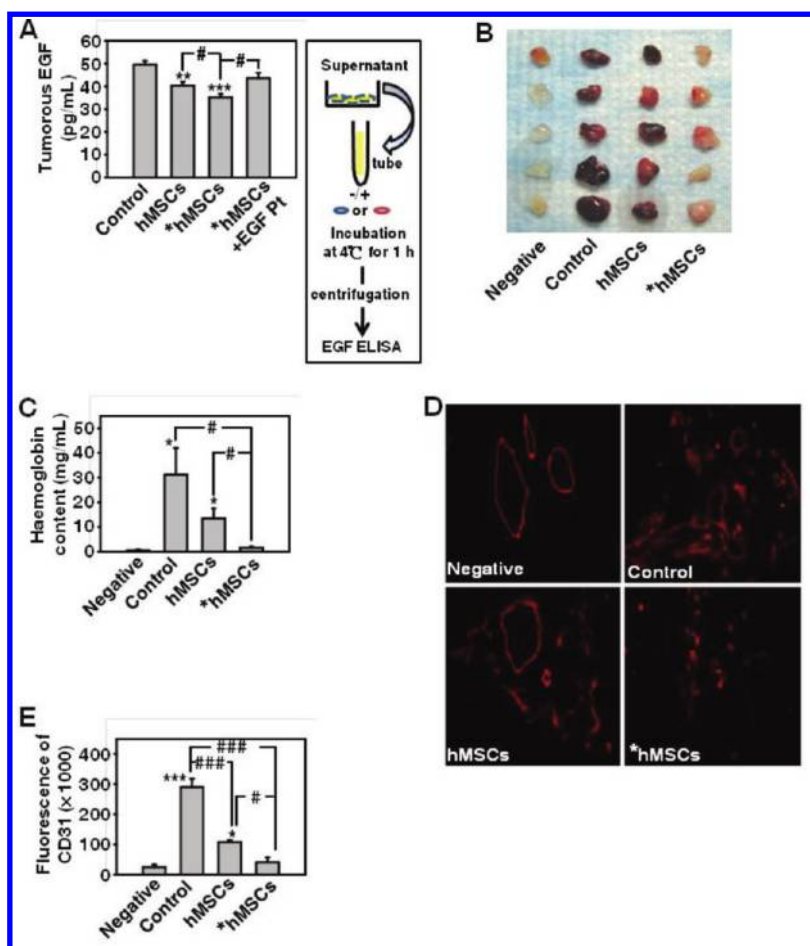 A
Tumorous EGF
(pg/mL)
60
50
40
30
20
10
0
**
#
***
#
Control
hMSCs
*hMSCs
*hMSCs
+EGF Pt
Supernatant
tube
-/+
or
Incubation
at 4℃ for 1 h
centrifugation
EGF ELISA
B
Negative
Control
hMSCs
*hMSCs
C
Haemoglobin
content (mg/mL)
50
40
30
20
10
0
*
#
#
*
Negative
Control
hMSCs
*hMSCs
D
Negative
Control
hMSCs
*hMSCs
E
Fluorescence of
CD31 (×1000)
400
300
200
100
0
###
###
***
#
*
Negative
Control
hMSCs
*hMSCs